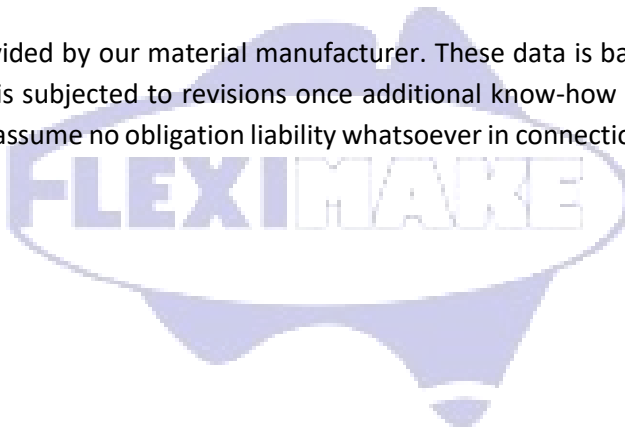 vided by our material manufacturer. These data is ba
is subjected to revisions once additional know-how
assume no obligation liability whatsoever in connectio
FLEXIMAKE